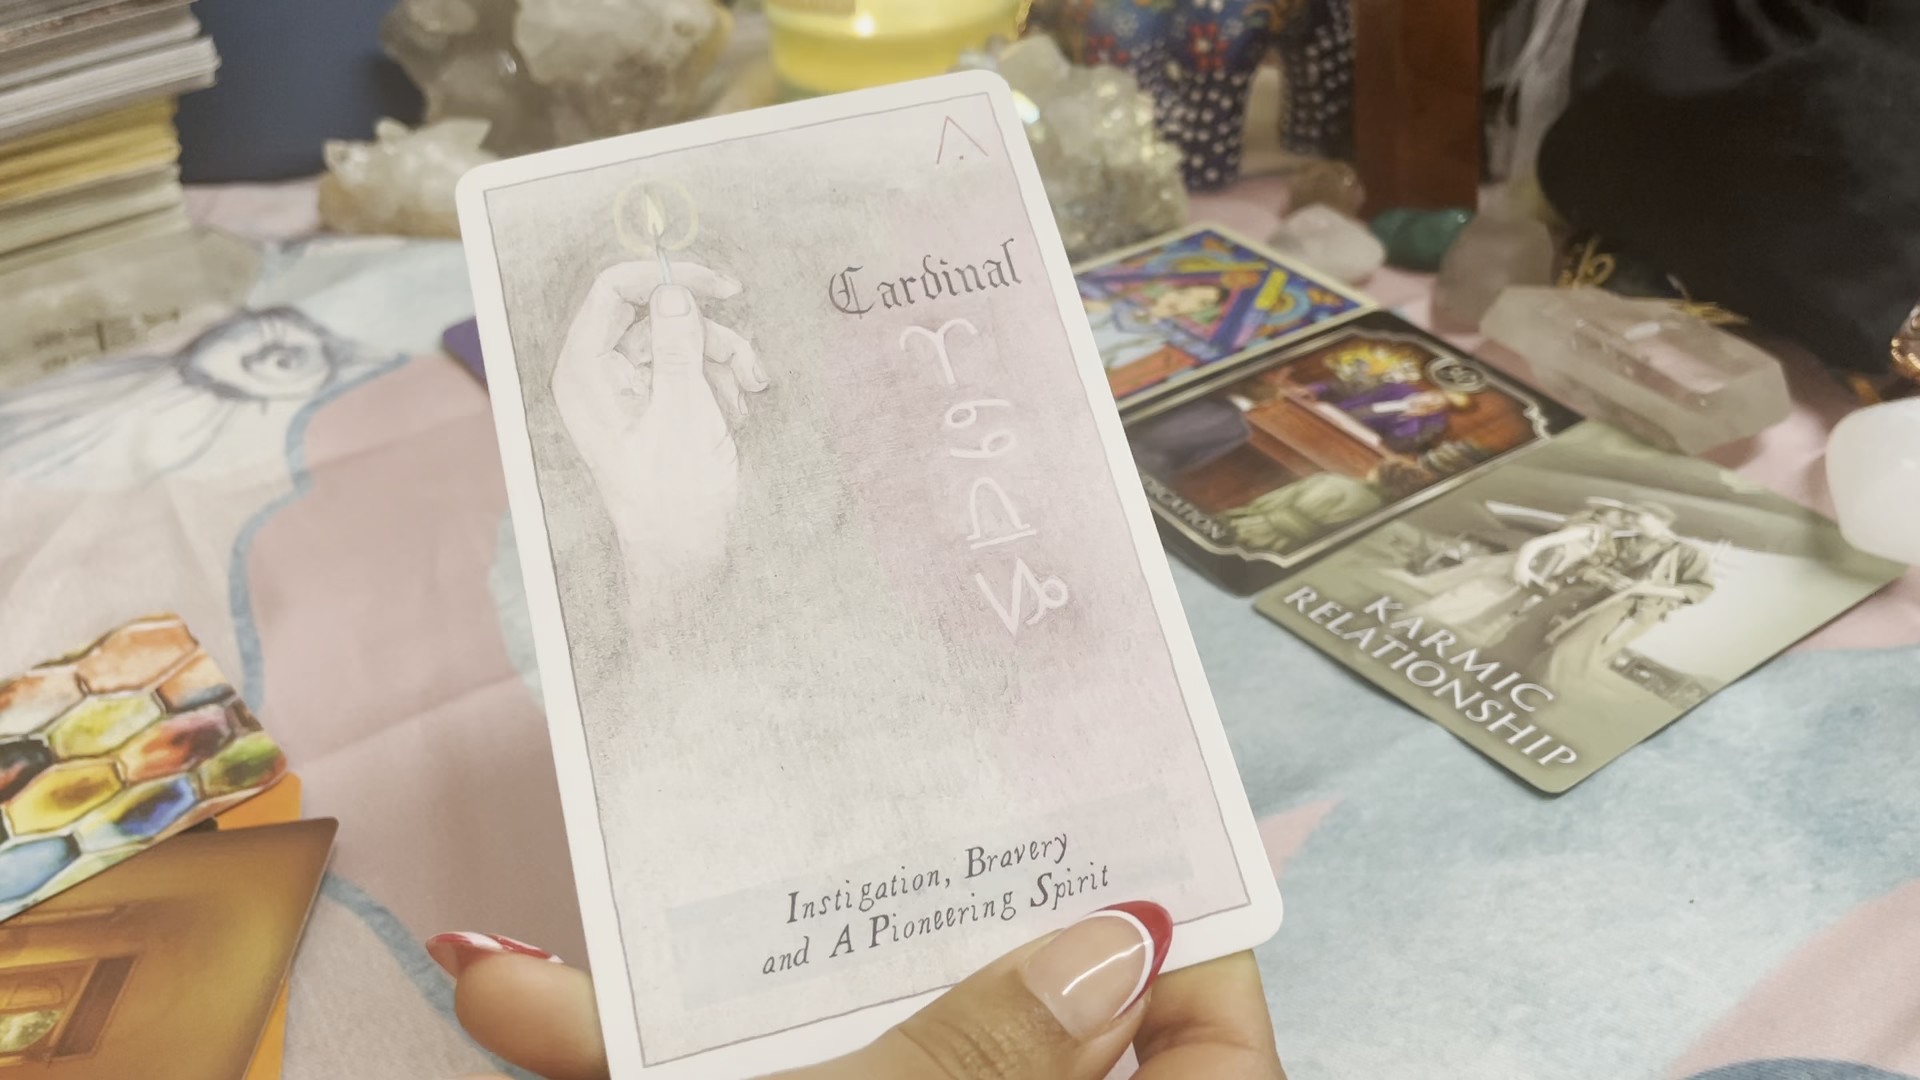 Cardinal
♈
♋
♎
♑
Instigation, Bravery
and A Pioneering Spirit
KARMIC
RELATIONSHIP